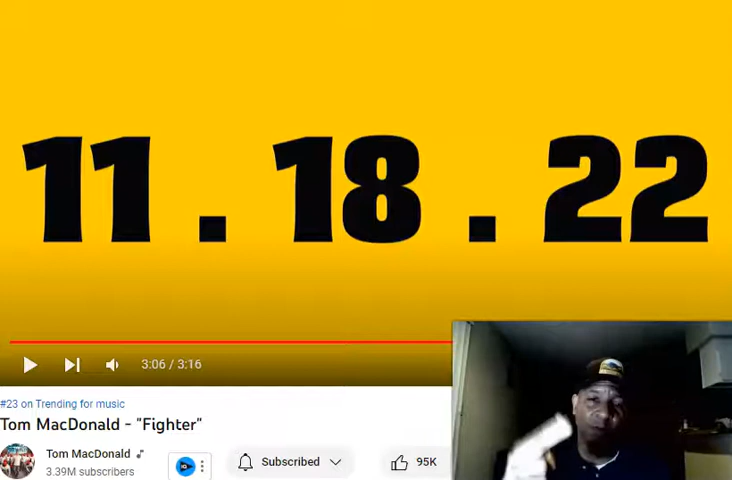 11 . 18 . 22
3:06 / 3:16
#23 on Trending for music
Tom MacDonald - "Fighter"
Tom MacDonald
3.39M subscribers
IQ
Subscribed
95K